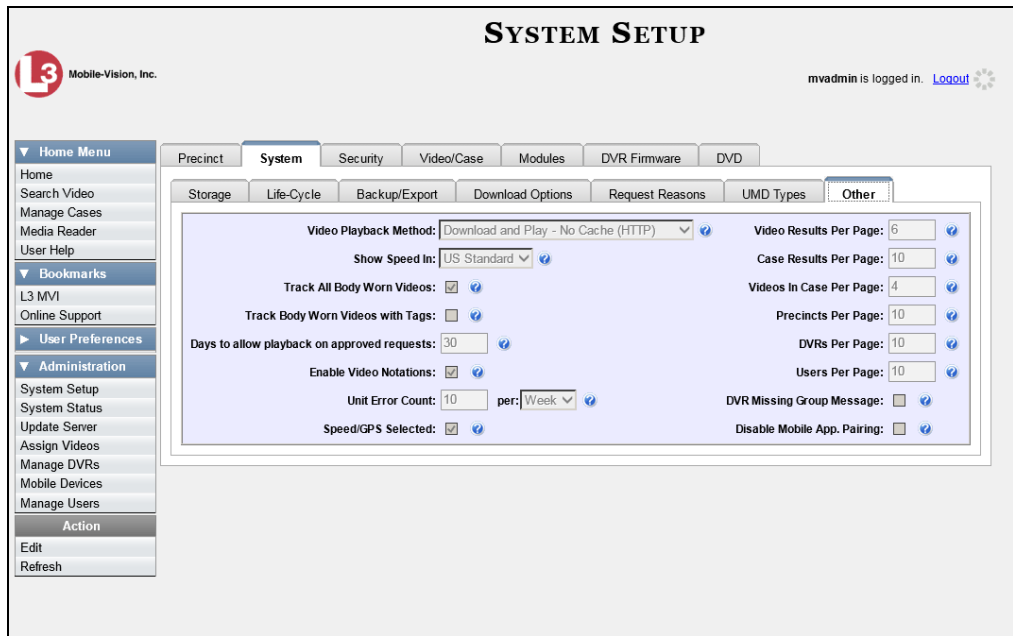 SYSTEM SETUP
L3 Mobile-Vision, Inc.
mvadmin is logged in. Logout
Home Menu
Home
Search Video
Manage Cases
Media Reader
User Help
Bookmarks
L3 MVI
Online Support
User Preferences
Administration
System Setup
System Status
Update Server
Assign Videos
Manage DVRs
Mobile Devices
Manage Users
Action
Edit
Refresh
Precinct System Security Video/Case Modules DVR Firmware DVD
Storage Life-Cycle Backup/Export Download Options Request Reasons UMD Types Other
Video Playback Method: Download and Play - No Cache (HTTP) ?
Show Speed In: US Standard ?
Track All Body Worn Videos: ?
Track Body Worn Videos with Tags: ?
Days to allow playback on approved requests: 30 ?
Enable Video Notations: ?
Unit Error Count: 10 per: Week ?
Speed/GPS Selected: ?
Video Results Per Page: 6 ?
Case Results Per Page: 10 ?
Videos In Case Per Page: 4 ?
Precincts Per Page: 10 ?
DVRs Per Page: 10 ?
Users Per Page: 10 ?
DVR Missing Group Message: ?
Disable Mobile App. Pairing: ?